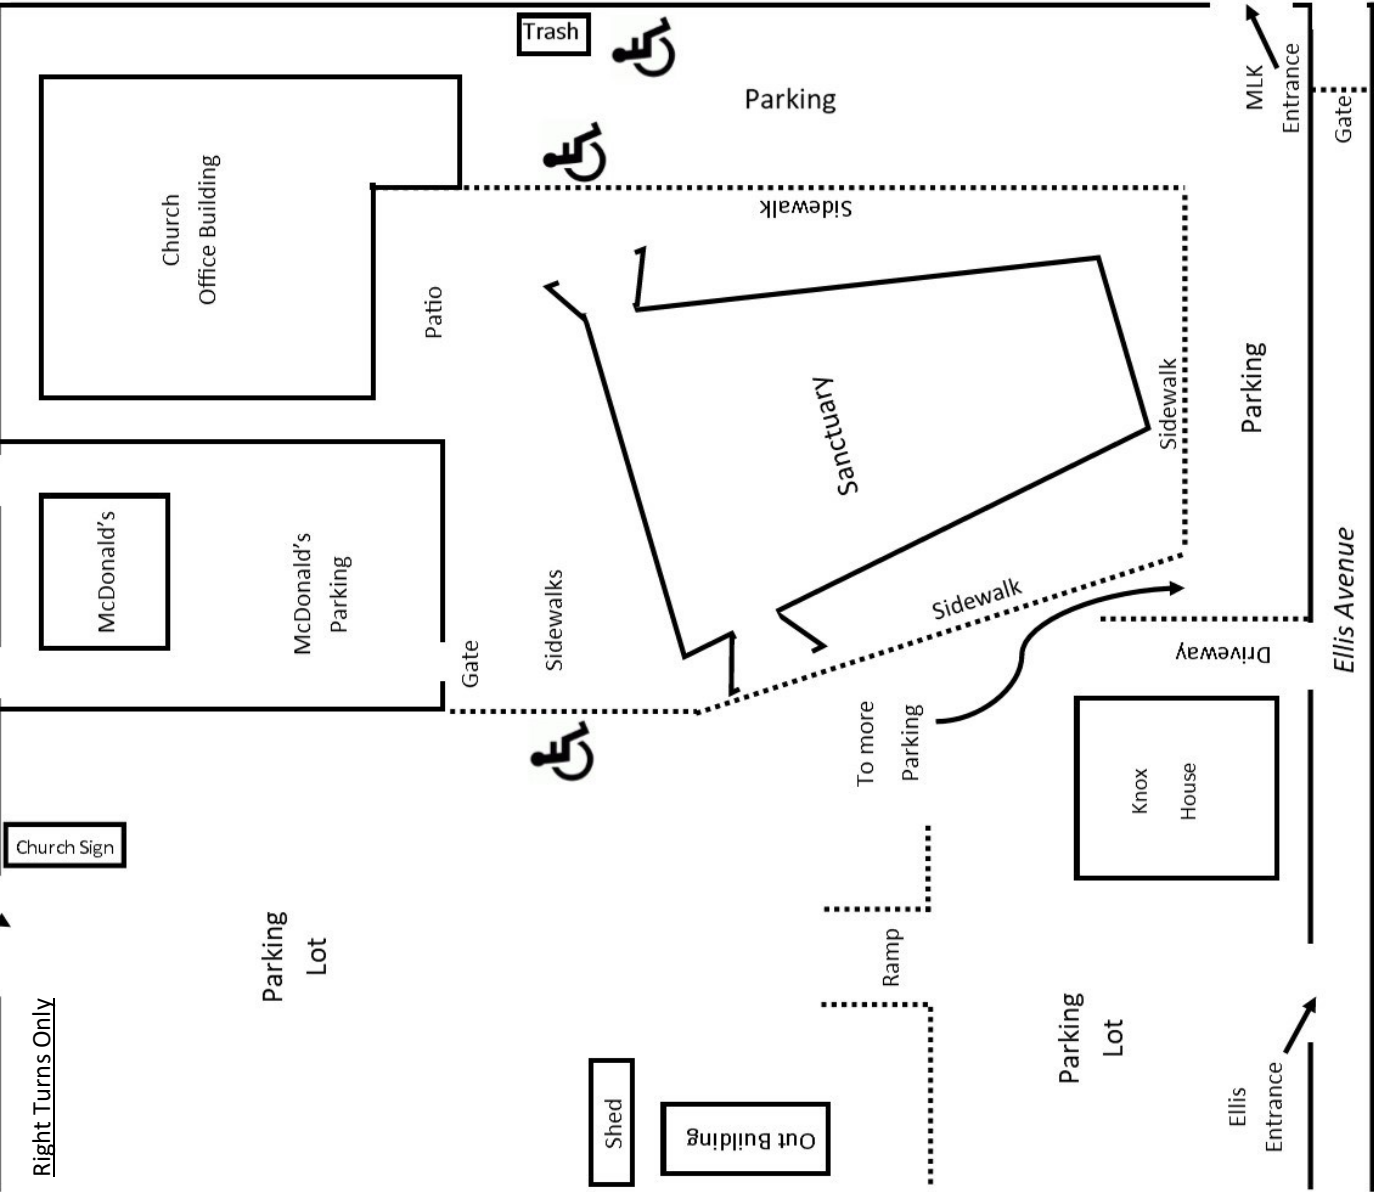 Trash
Parking
MLK
Entrance
Gate
Church
Office Building
Sidewalk
Patio
Sanctuary
Sidewalk
Parking
McDonald's
McDonald's
Parking
Sidewalks
Gate
Sidewalk
Driveway
Ellis Avenue
To more
Parking
Knox
House
Church Sign
Parking
Lot
Ramp
Right Turns Only
Parking
Lot
Shed
Out Building
Ellis
Entrance